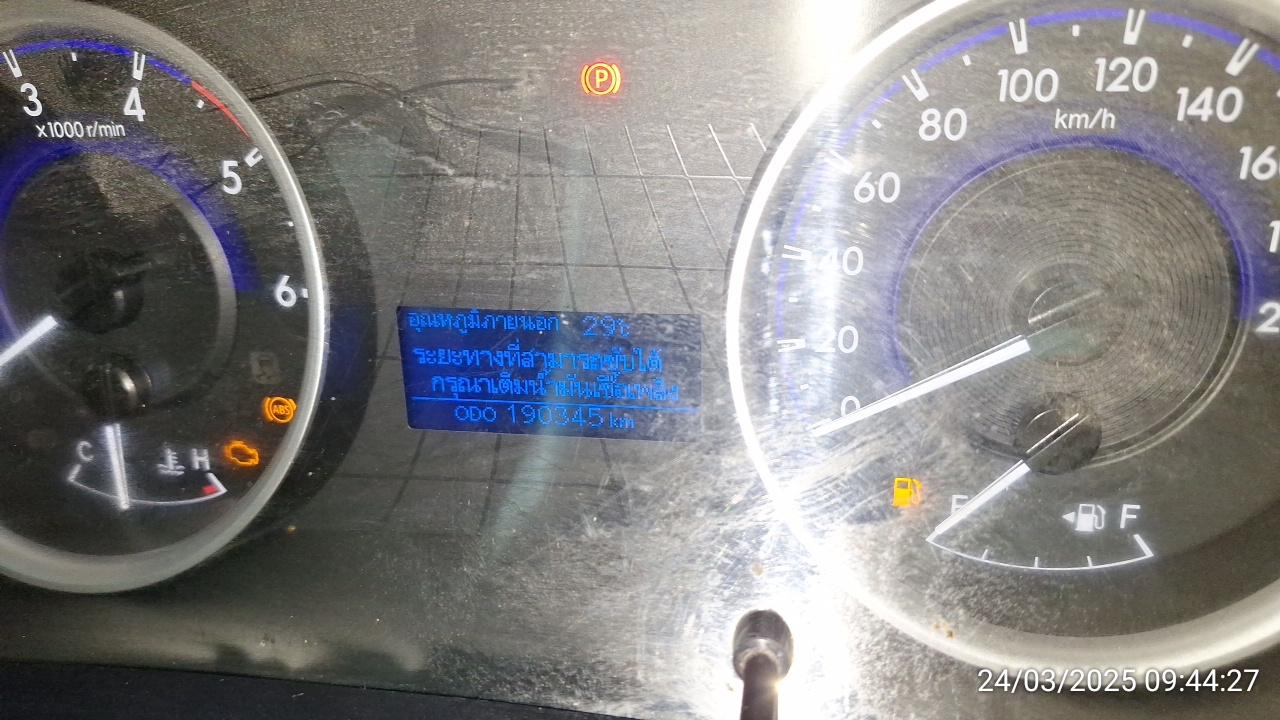 3
4
x1000 r/min
5
6
C
H
ABS
P
อุณหภูมิภายนอก 29℃
ระยะทางที่สามารถขับได้
กรุณาเติมน้ำมันเชื้อเพลิง
ODO 190345 km
0
20
40
60
80
100
120
140
160
km/h
F
24/03/2025 09:44:27